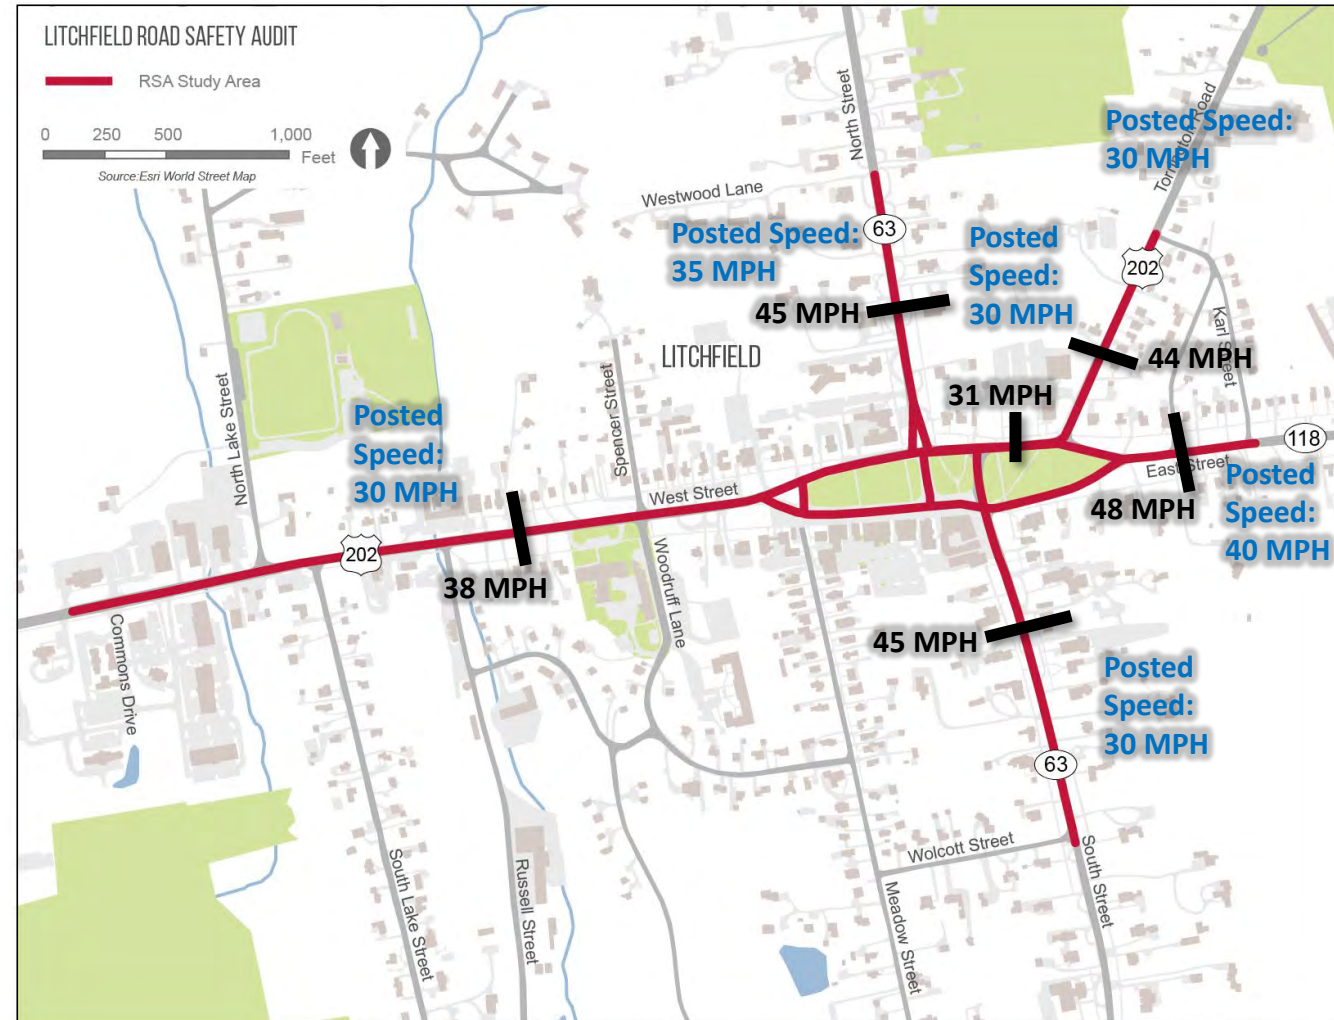 LITCHFIELD ROAD SAFETY AUDIT
RSA Study Area
0 250 500 1,000
Feet
Source:Esri World Street Map
North Street
Torrington Road
Posted Speed:
30 MPH
Westwood Lane
63
Posted Speed:
35 MPH
Posted
Speed:
30 MPH
202
45 MPH
Karl Street
LITCHFIELD
44 MPH
31 MPH
North Lake Street
Spencer Street
Posted
Speed:
30 MPH
118
West Street
East Street
Posted
Speed:
40 MPH
48 MPH
202
38 MPH
Woodruff Lane
45 MPH
Commons Drive
Posted
Speed:
30 MPH
63
Wolcott Street
South Lake Street
Russell Street
Meadow Street
South Street